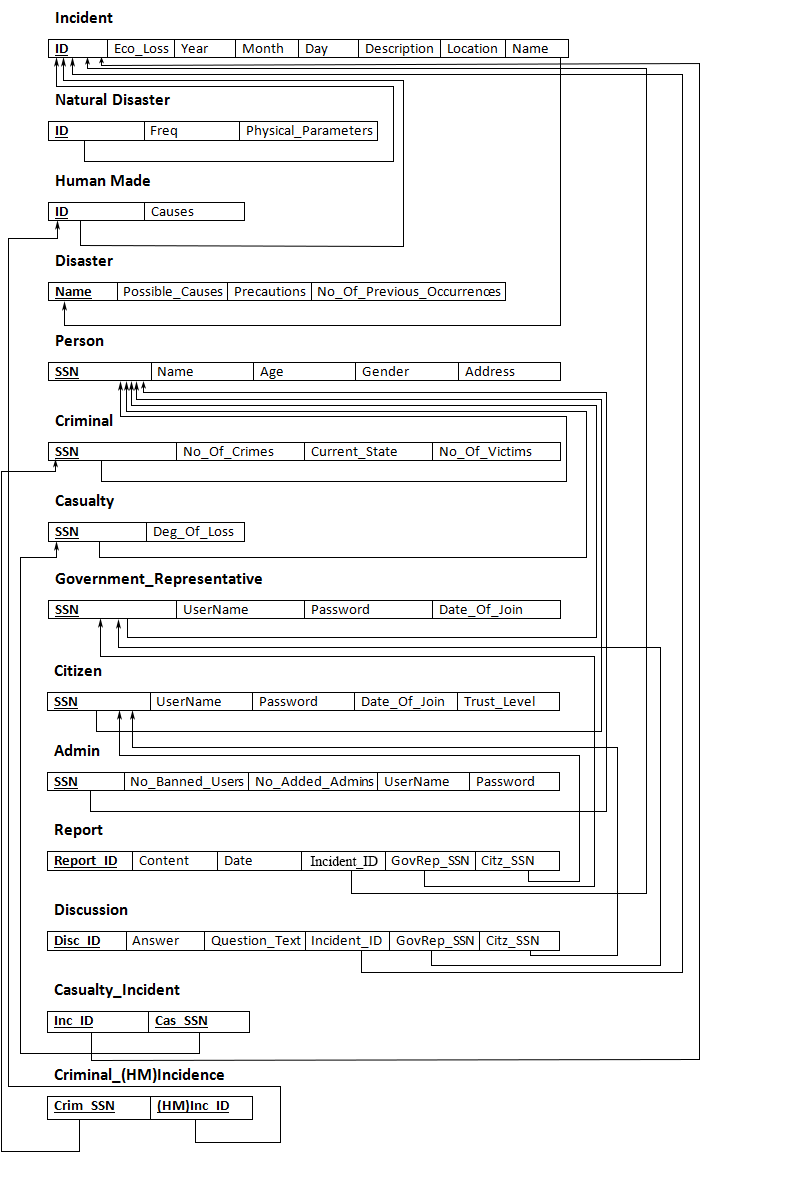 Incident
ID Eco_Loss Year Month Day Description Location Name
Natural Disaster
ID Freq Physical_Parameters
Human Made
ID Causes
Disaster
Name Possible_Causes Precautions No_Of_Previous_Occurrences
Person
SSN Name Age Gender Address
Criminal
SSN No_Of_Crimes Current_State No_Of_Victims
Casualty
SSN Deg_Of_Loss
Government_Representative
SSN UserName Password Date_Of_Join
Citizen
SSN UserName Password Date_Of_Join Trust_Level
Admin
SSN No_Banned_Users No_Added_Admins UserName Password
Report
Report_ID Content Date Incident_ID GovRep_SSN Citz_SSN
Discussion
Disc_ID Answer Question_Text Incident_ID GovRep_SSN Citz_SSN
Casualty_Incident
Inc_ID Cas_SSN
Criminal_(HM)Incidence
Crim_SSN (HM)Inc_ID